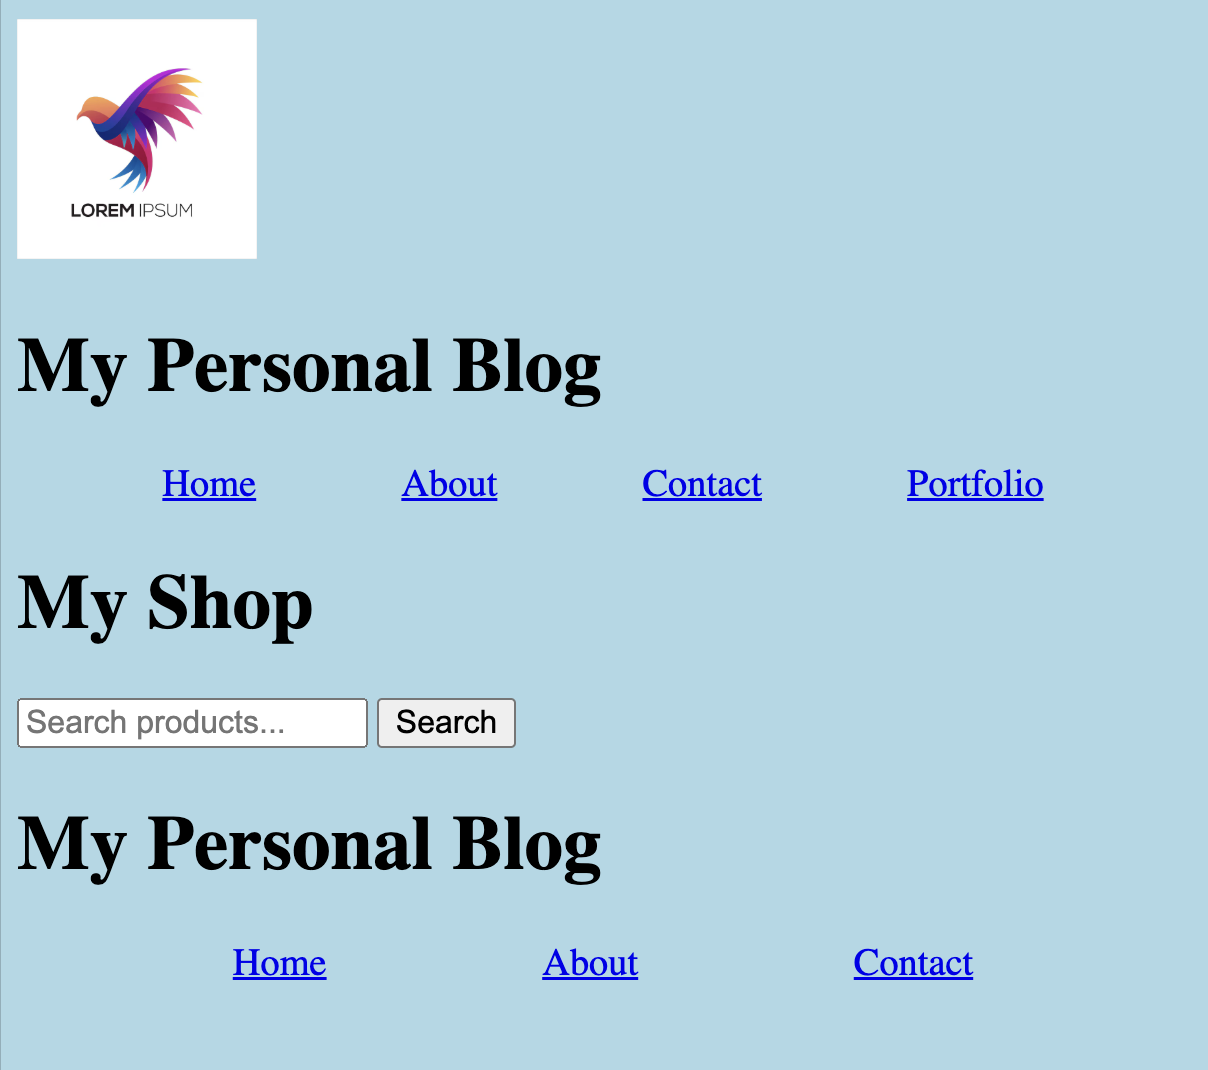 LOREM IPSUM
My Personal Blog
Home About Contact Portfolio
My Shop
Search products... Search
My Personal Blog
Home About Contact